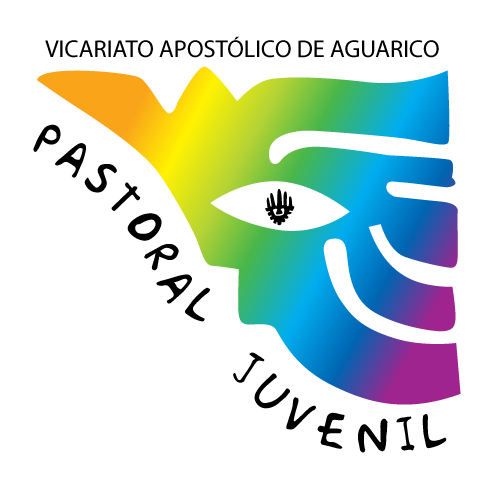 VICARIATO APOSTÓLICO DE AGUARICO
PASTORAL JUVENIL